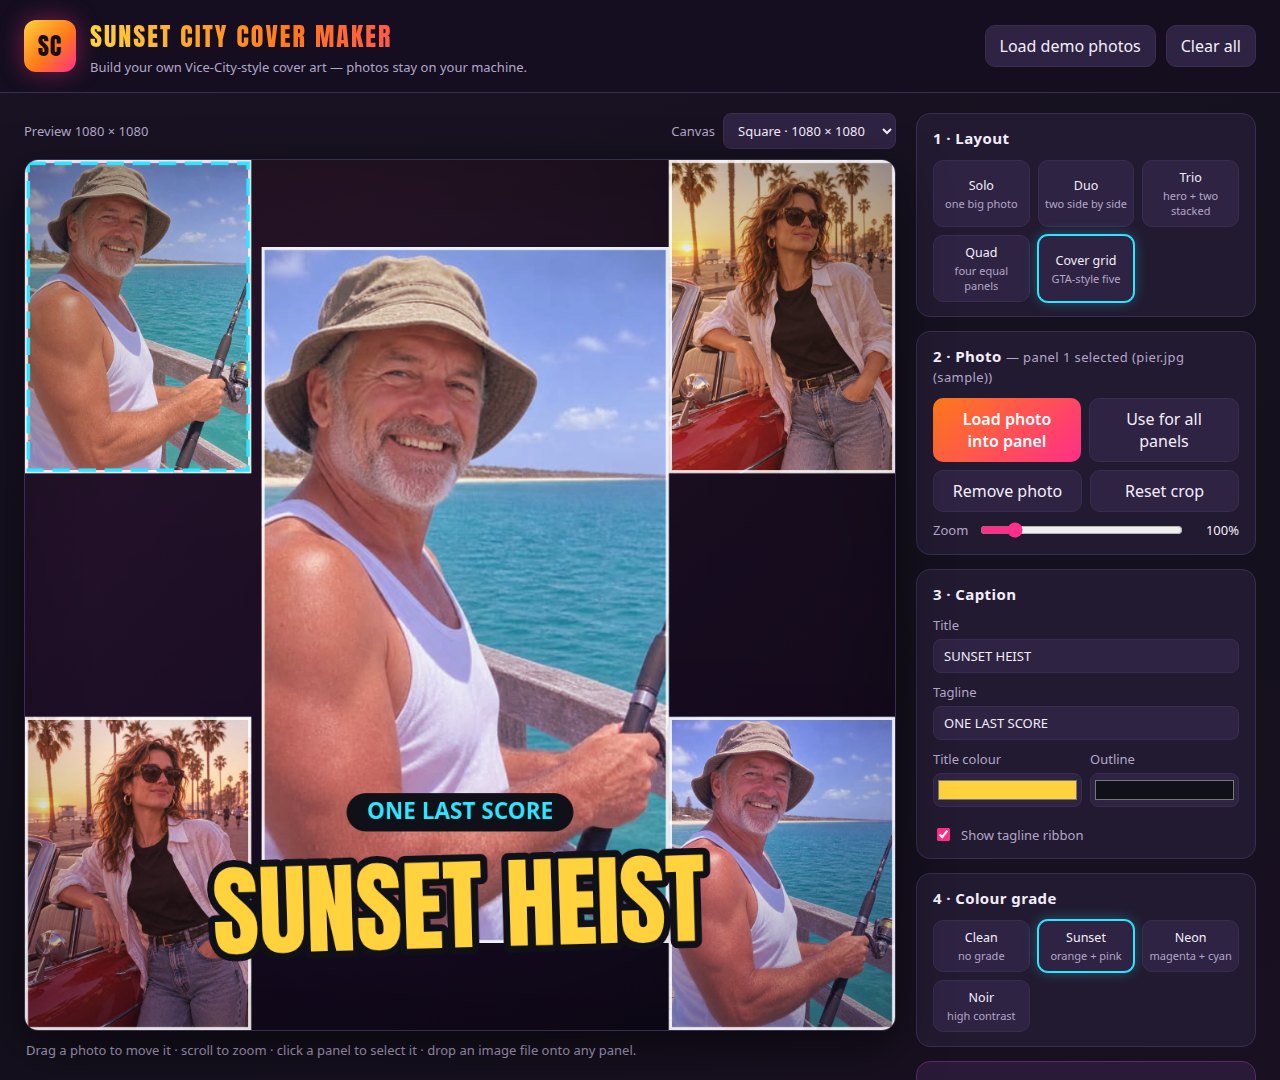 SC
SUNSET CITY COVER MAKER
Build your own Vice-City-style cover art — photos stay on your machine.
Load demo photos
Clear all
Preview 1080 × 1080
Canvas
Square · 1080 × 1080
ONE LAST SCORE
SUNSET HEIST
Drag a photo to move it · scroll to zoom · click a panel to select it · drop an image file onto any panel.
1 · Layout
Solo
one big photo
Duo
two side by side
Trio
hero + two
stacked
Quad
four equal
panels
Cover grid
GTA-style five
2 · Photo — panel 1 selected (pier.jpg
(sample))
Load photo
into panel
Use for all
panels
Remove photo
Reset crop
Zoom
100%
3 · Caption
Title
SUNSET HEIST
Tagline
ONE LAST SCORE
Title colour
Outline
Show tagline ribbon
4 · Colour grade
Clean
no grade
Sunset
orange + pink
Neon
magenta + cyan
Noir
high contrast